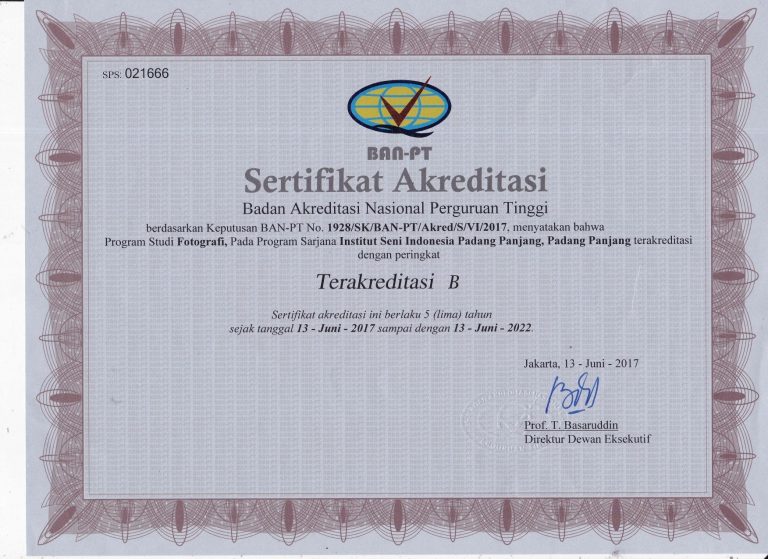 SPS: 021666
BAN-PT
Sertifikat Akreditasi
Badan Akreditasi Nasional Perguruan Tinggi
berdasarkan Keputusan BAN-PT No. 1928/SK/BAN-PT/Akred/S/VI/2017, menyatakan bahwa
Program Studi Fotografi, Pada Program Sarjana Institut Seni Indonesia Padang Panjang, Padang Panjang terakreditasi
dengan peringkat
Terakreditasi B
Sertifikat akreditasi ini berlaku 5 (lima) tahun
sejak tanggal 13 - Juni - 2017 sampai dengan 13 - Juni - 2022.
Jakarta, 13 - Juni - 2017
Prof. T. Basaruddin
Direktur Dewan Eksekutif